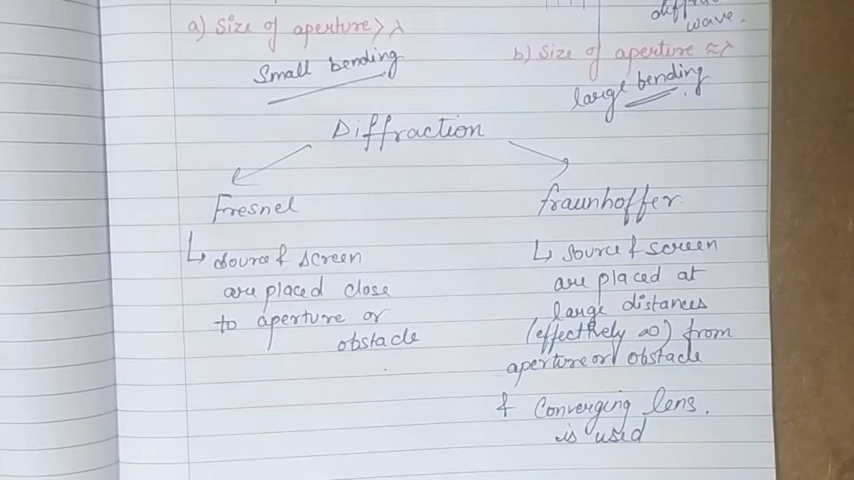 wave.
a) Size of aperture > λ
Small bending
b) Size of aperture ≈ λ
large bending
Diffraction
Fresnel
fraunhoffer
↳ source & screen
are placed close
to aperture or
obstacle
↳ source & screen
are placed at
large distances
(effectively ∞) from
aperture or obstacle
& Converging lens.
is used